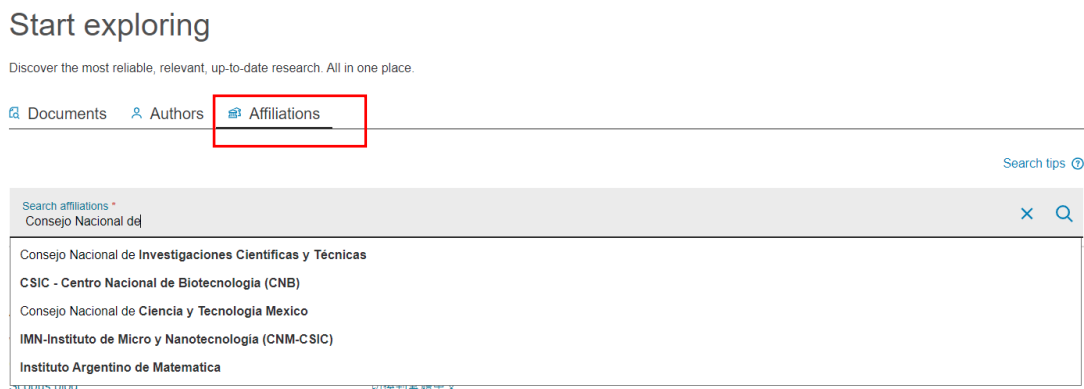 Start exploring
Discover the most reliable, relevant, up-to-date research. All in one place.
Documents Authors Affiliations
Search tips
Search affiliations *
Consejo Nacional de
Consejo Nacional de Investigaciones Científicas y Técnicas
CSIC - Centro Nacional de Biotecnologia (CNB)
Consejo Nacional de Ciencia y Tecnologia Mexico
IMN-Instituto de Micro y Nanotecnología (CNM-CSIC)
Instituto Argentino de Matematica